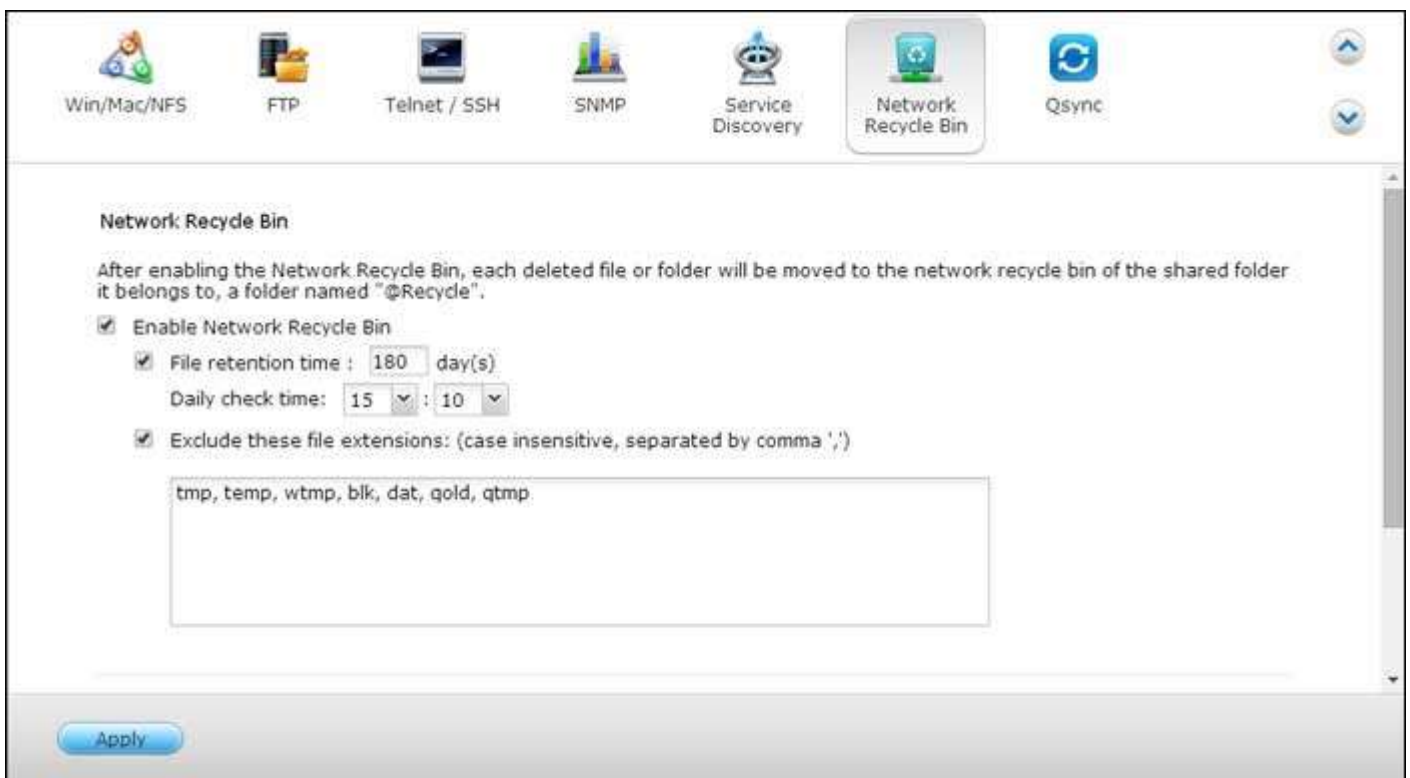 Win/Mac/NFS
FTP
Telnet / SSH
SNMP
Service
Discovery
Network
Recycle Bin
Qsync
Network Recycle Bin
After enabling the Network Recycle Bin, each deleted file or folder will be moved to the network recycle bin of the shared folder
it belongs to, a folder named "@Recycle".
Enable Network Recycle Bin
File retention time : 180 day(s)
Daily check time: 15 : 10
Exclude these file extensions: (case insensitive, separated by comma ',')
tmp, temp, wtmp, blk, dat, qold, qtmp
Apply